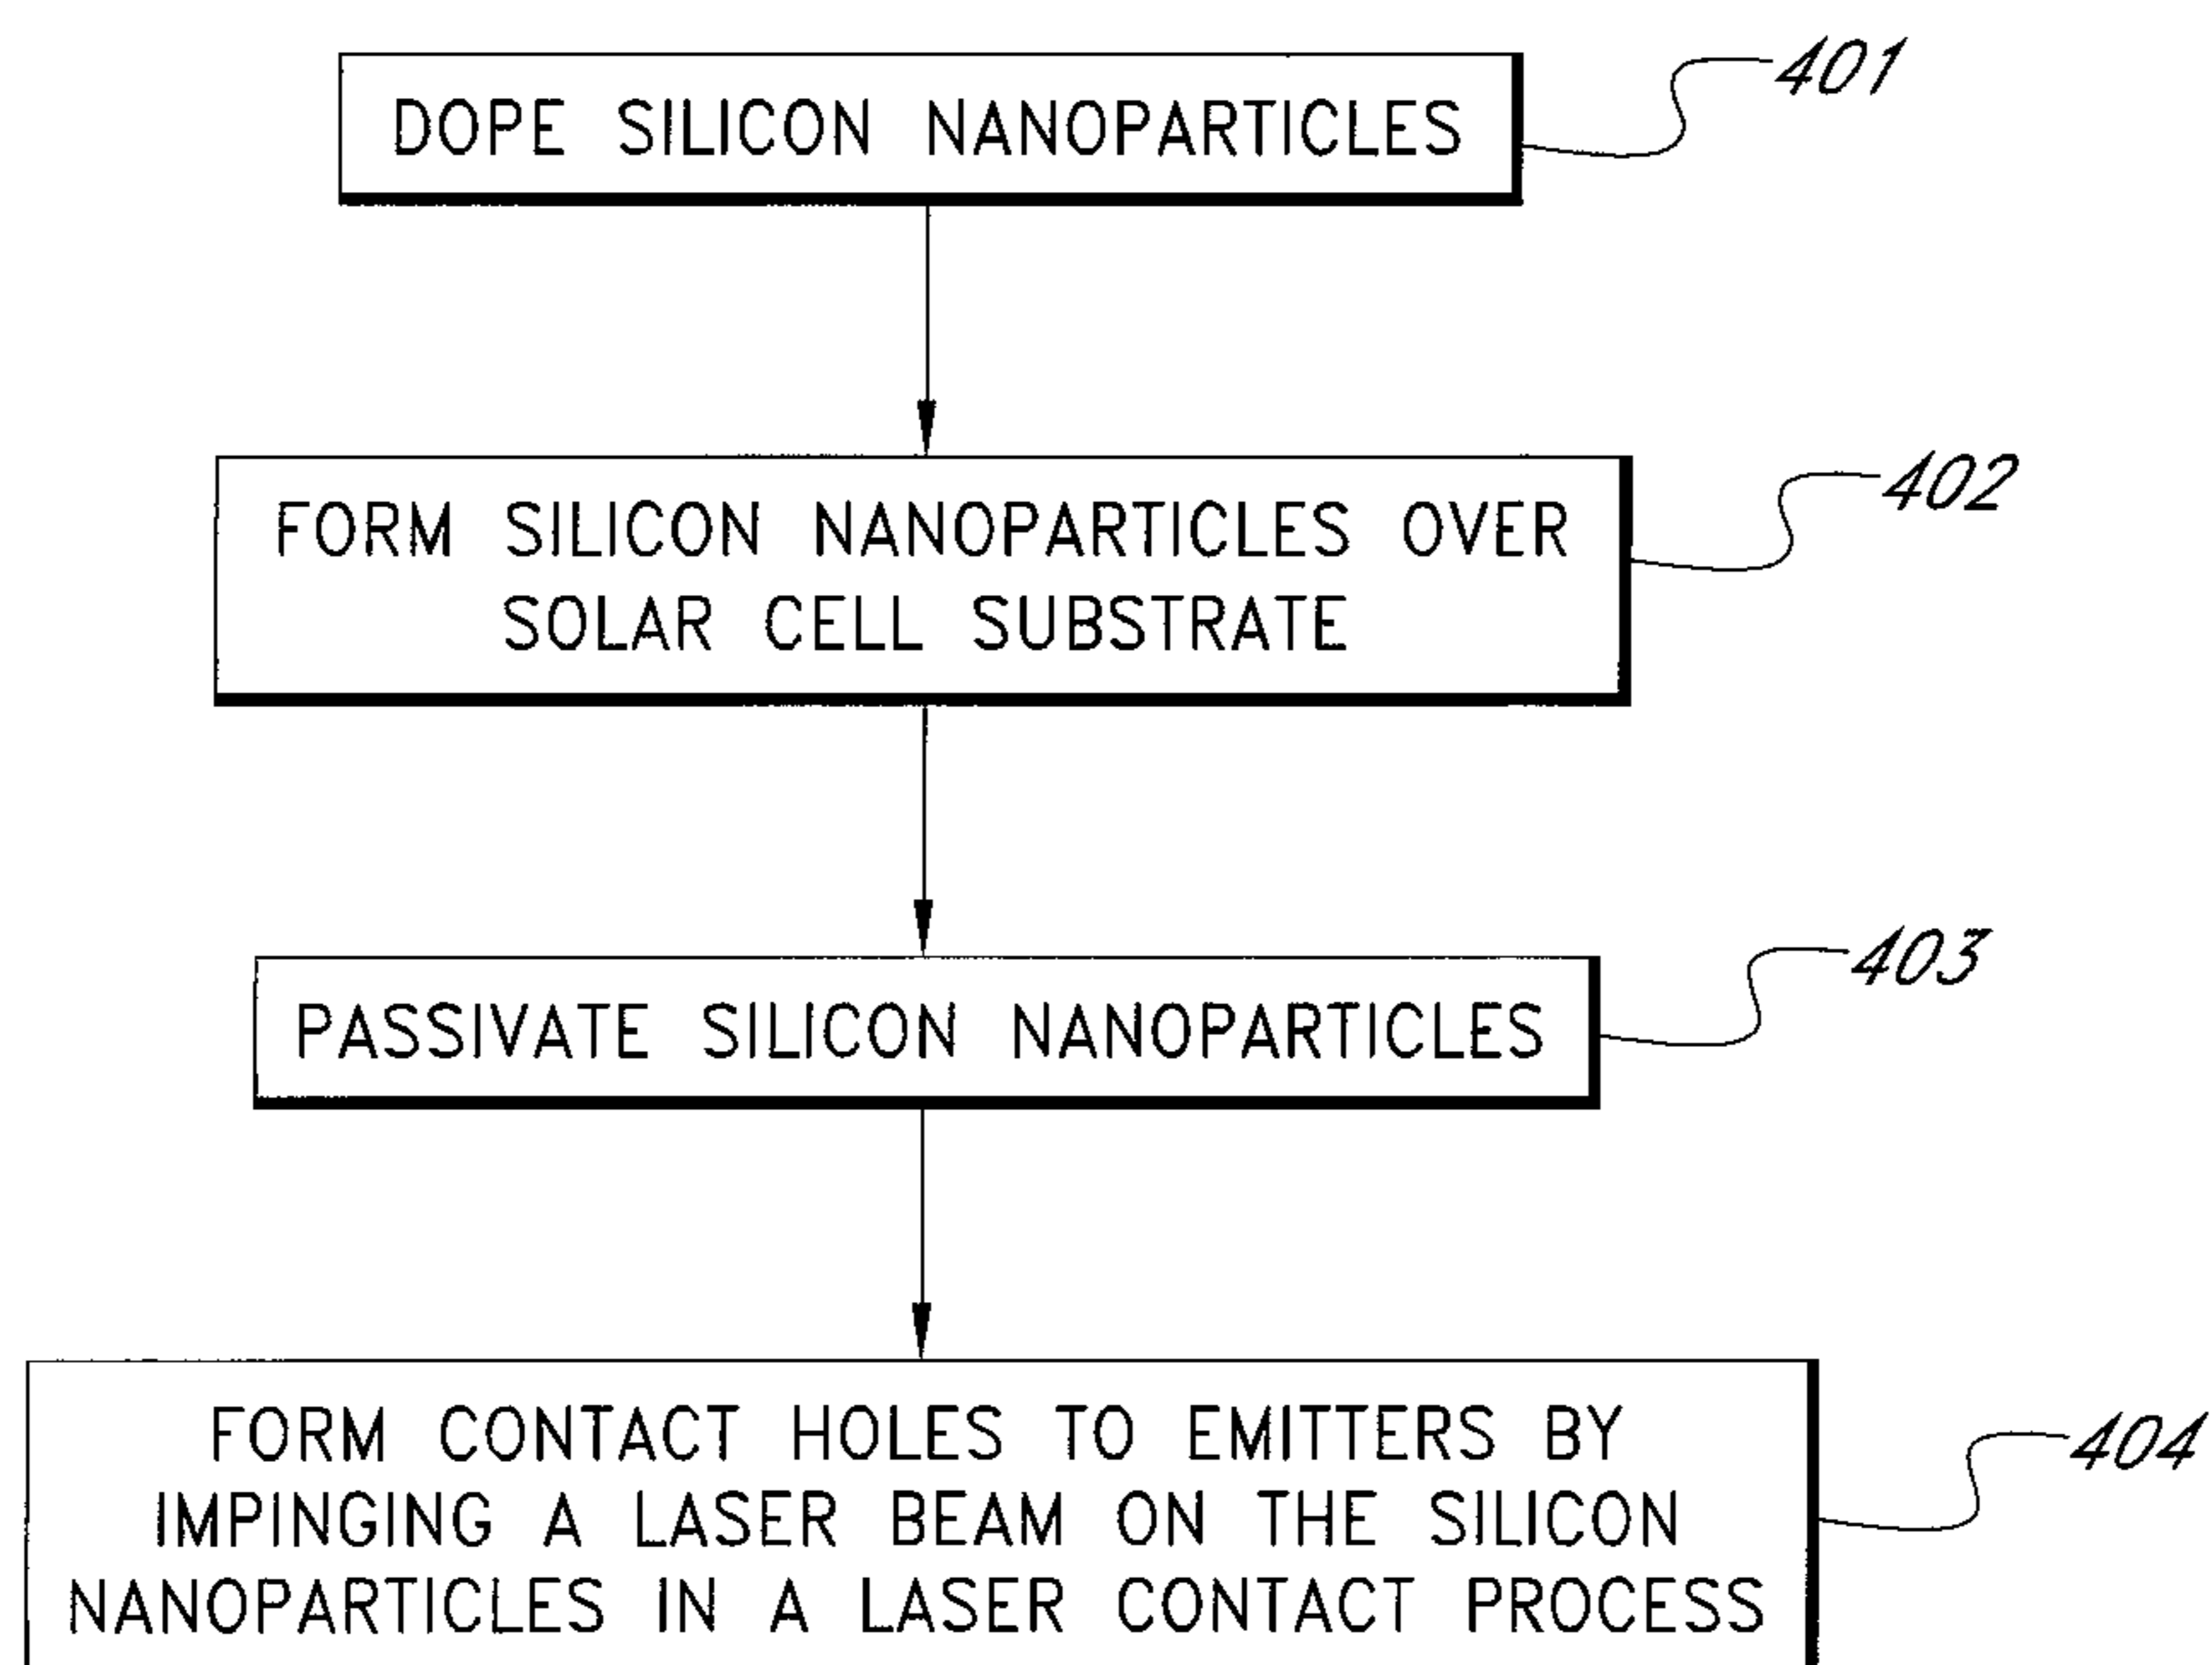 DOPE SILICON NANOPARTICLES
401
FORM SILICON NANOPARTICLES OVER
SOLAR CELL SUBSTRATE
402
PASSIVATE SILICON NANOPARTICLES
403
FORM CONTACT HOLES TO EMITTERS BY
IMPINGING A LASER BEAM ON THE SILICON
NANOPARTICLES IN A LASER CONTACT PROCESS
404